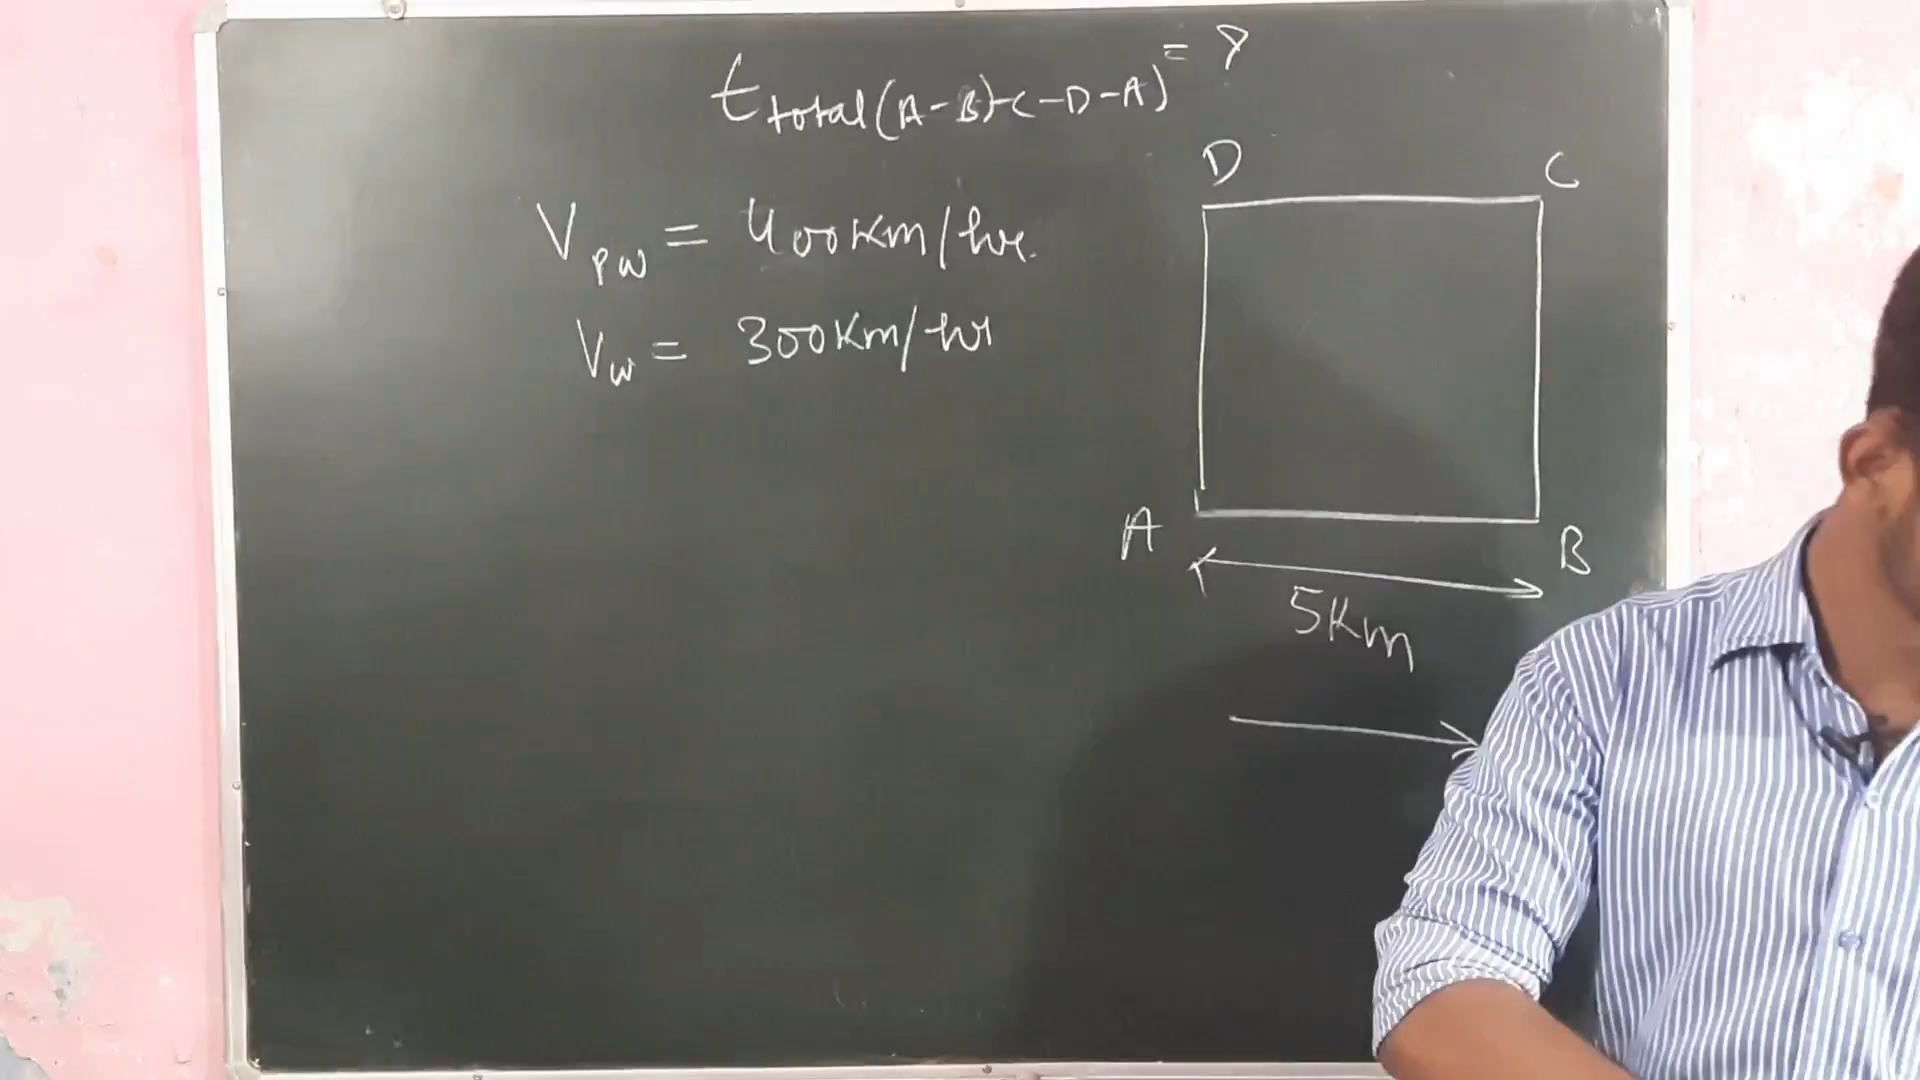 t total (A-B)-C-D-A) = ?
D C
V pw = 400 Km/hr.
V w = 300 Km/hr
A B
5 Km